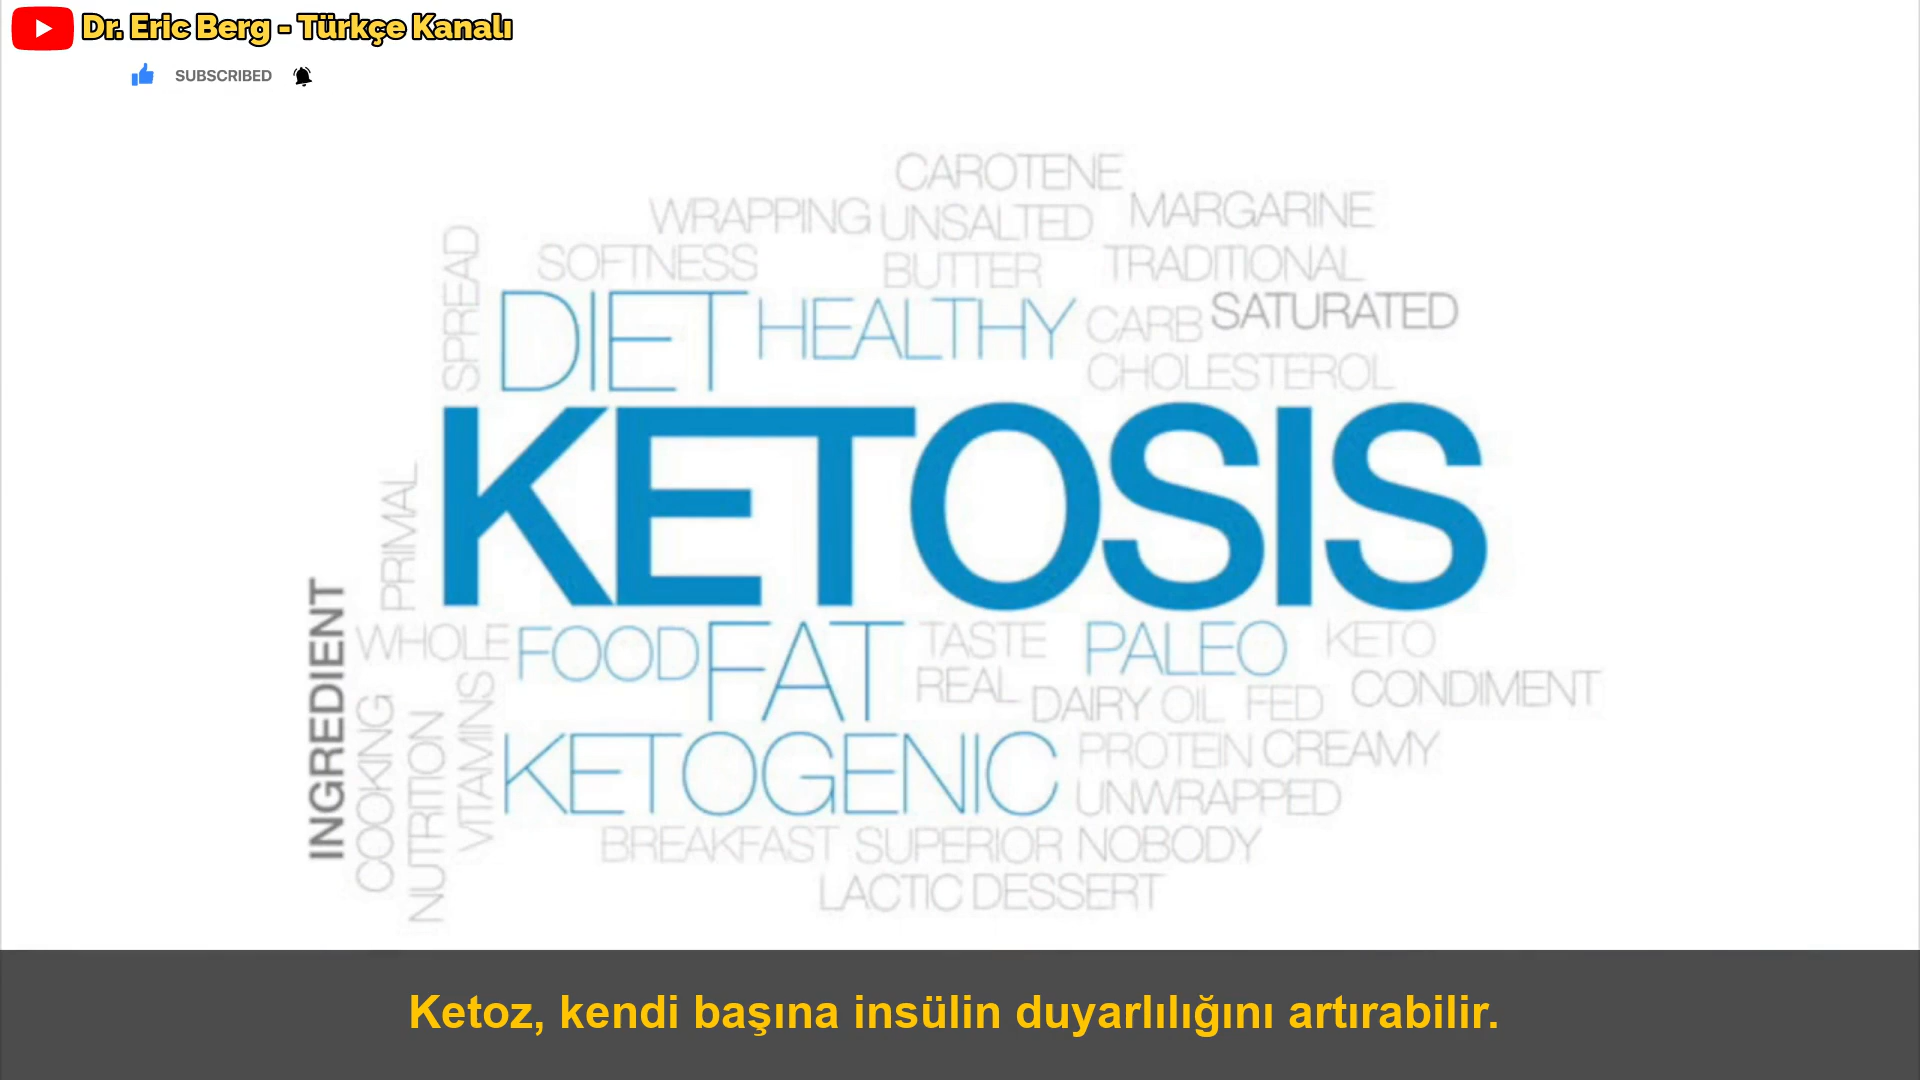 Dr. Eric Berg - Türkçe Kanalı
SUBSCRIBED
CAROTENE
WRAPPING UNSALTED MARGARINE
SPREAD
SOFTNESS BUTTER TRADITIONAL
DIET HEALTHY CARB SATURATED
CHOLESTEROL
KETOSIS
PRIMAL
INGREDIENT
WHOLE FOOD FAT TASTE PALEO KETO
REAL DAIRY OIL FED CONDIMENT
COOKING
NUTRITION
VITAMINS
KETOGENIC PROTEIN CREAMY
UNWRAPPED
BREAKFAST SUPERIOR NOBODY
LACTIC DESSERT
Ketoz, kendi başına insülin duyarlılığını artırabilir.